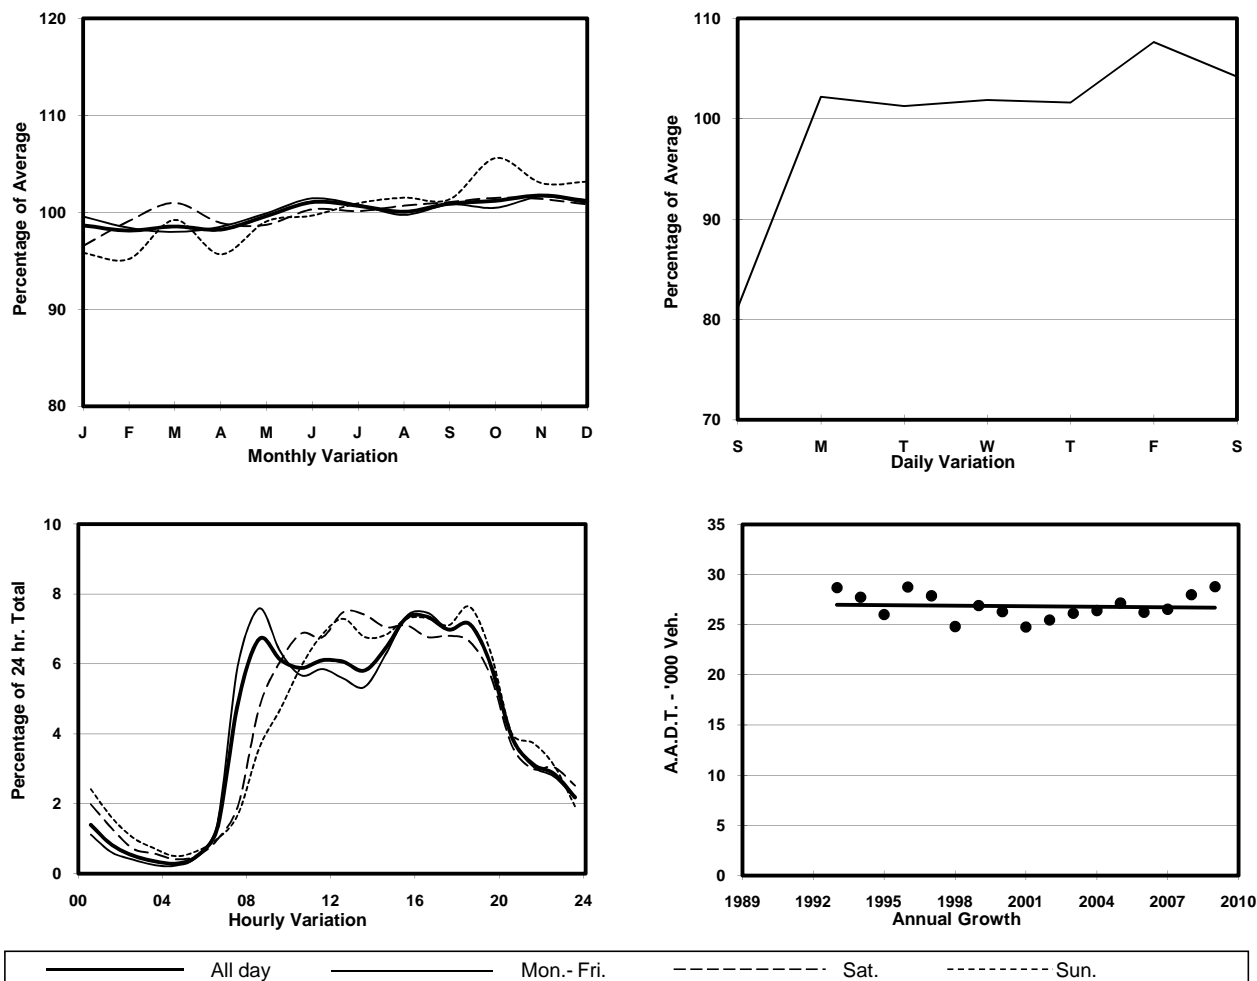 120
110
100
90
80
Percentage of Average
J F M A M J J A S O N D
Monthly Variation
110
100
90
80
70
Percentage of Average
S M T W T F S
Daily Variation
10
8
6
4
2
0
Percentage of 24 hr. Total
00 04 08 12 16 20 24
Hourly Variation
35
30
25
20
15
10
5
0
A.A.D.T. - '000 Veh.
1989 1992 1995 1998 2001 2004 2007 2010
Annual Growth
All day Mon.- Fri. Sat. Sun.